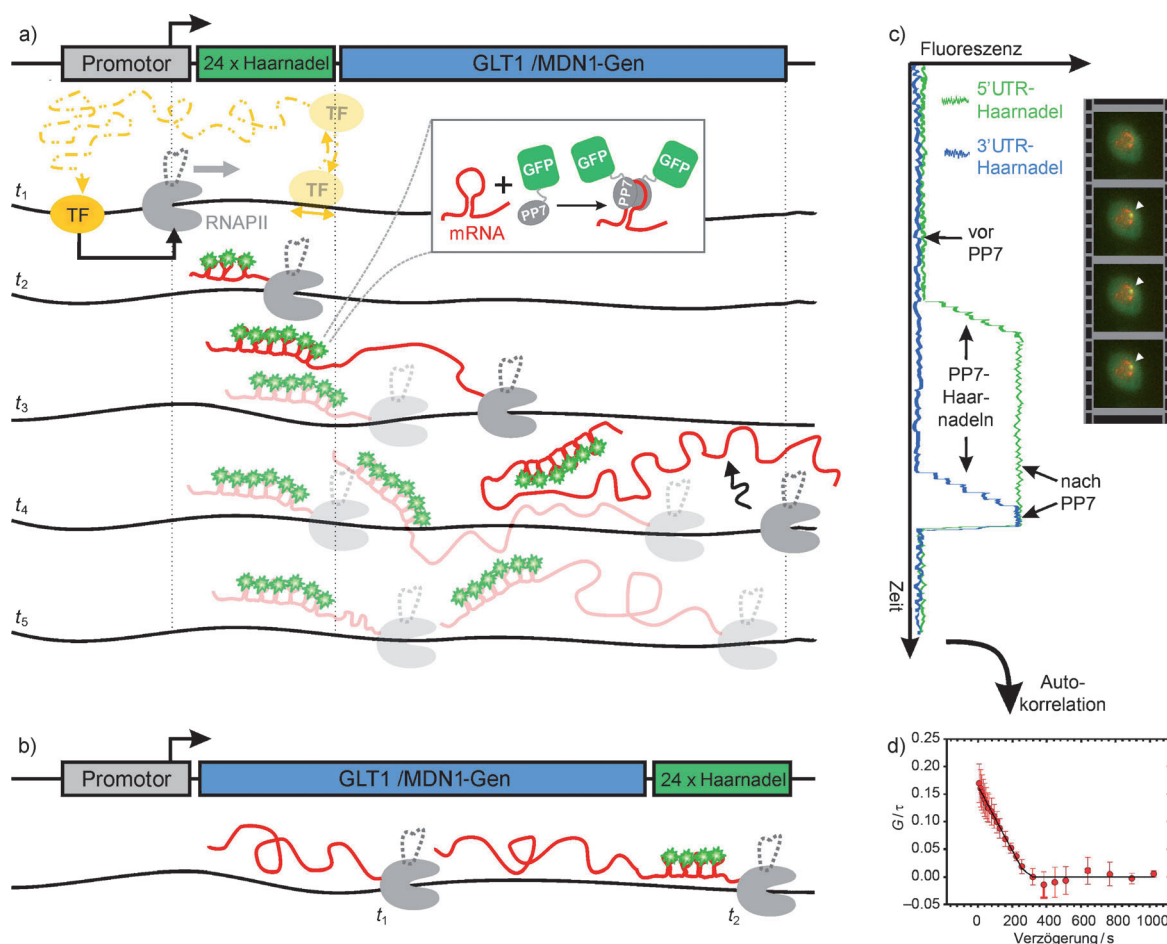 a)
Promotor
24 x Haarnadel
GLT1 /MDN1-Gen
TF
TF
t1
TF
RNAPII
mRNA
+
GFP
PP7
GFP
PP7
GFP
t2
t3
t4
t5
b)
Promotor
GLT1 /MDN1-Gen
24 x Haarnadel
t1
t2
c)
Fluoreszenz
5'UTR-
Haarnadel
3'UTR-
Haarnadel
vor
PP7
PP7-
Haar-
nadeln
nach
PP7
Zeit
Auto-
korrelation
d)
0.25
0.20
0.15
0.10
0.05
0.00
−0.05
G/τ
0 200 400 600 800 1000
Verzögerung/s